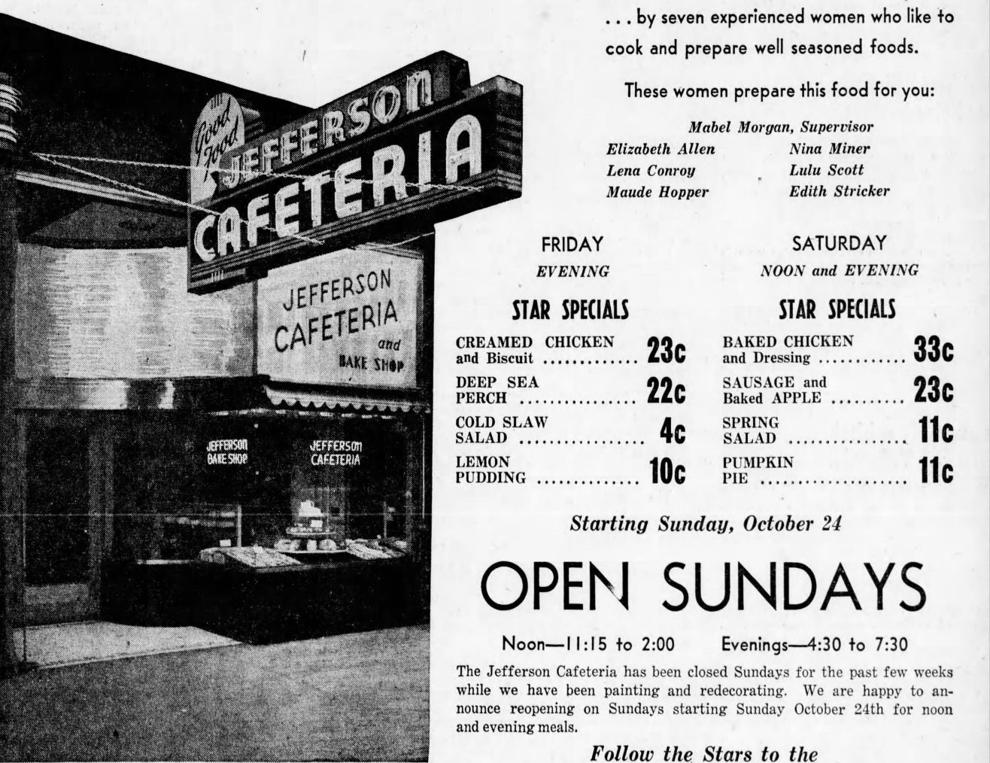 Good
Food
JEFFERSON
CAFETERIA
JEFFERSON
CAFETERIA
and
BAKE SHOP
JEFFERSON
BAKE SHOP
JEFFERSON
CAFETERIA
... by seven experienced women who like to
cook and prepare well seasoned foods.
These women prepare this food for you:
Mabel Morgan, Supervisor
Elizabeth Allen Nina Miner
Lena Conroy Lulu Scott
Maude Hopper Edith Stricker
FRIDAY
EVENING
STAR SPECIALS
CREAMED CHICKEN
and Biscuit ............ 23c
DEEP SEA
PERCH ............... 22c
COLD SLAW
SALAD ............... 4c
LEMON
PUDDING ............. 10c
SATURDAY
NOON and EVENING
STAR SPECIALS
BAKED CHICKEN
and Dressing ........... 33c
SAUSAGE and
Baked APPLE .......... 23c
SPRING
SALAD .............. 11c
PUMPKIN
PIE .................. 11c
Starting Sunday, October 24
OPEN SUNDAYS
Noon—11:15 to 2:00 Evenings—4:30 to 7:30
The Jefferson Cafeteria has been closed Sundays for the past few weeks
while we have been painting and redecorating. We are happy to an-
nounce reopening on Sundays starting Sunday October 24th for noon
and evening meals.
Follow the Stars to the